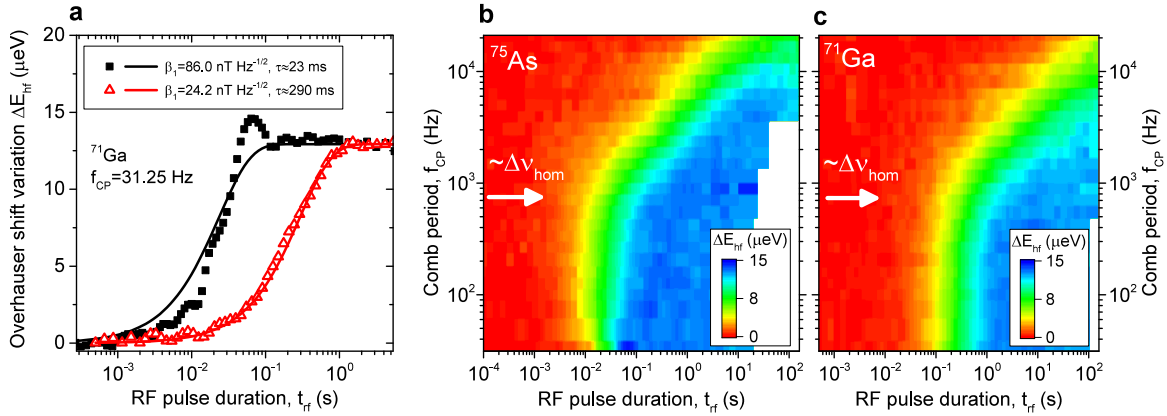 a
Overhauser shift variation ΔE_hf (μeV)
20
15
10
5
0
β₁=86.0 nT Hz^-1/2, τ≈23 ms
β₁=24.2 nT Hz^-1/2, τ≈290 ms
⁷¹Ga
f_CP=31.25 Hz
10^-3 10^-2 10^-1 10^0
RF pulse duration, t_rf (s)
b
⁷⁵As
Comb period, f_CP (Hz)
10^4
10^3
10^2
~Δν_hom
ΔE_hf (μeV)
15
8
0
10^-4 10^-3 10^-2 10^-1 10^0 10^1 10^2
RF pulse duration, t_rf (s)
c
⁷¹Ga
~Δν_hom
ΔE_hf (μeV)
15
8
0
10^-3 10^-2 10^-1 10^0 10^1 10^2
RF pulse duration, t_rf (s)
10^4
10^3
10^2
Comb period, f_CP (Hz)